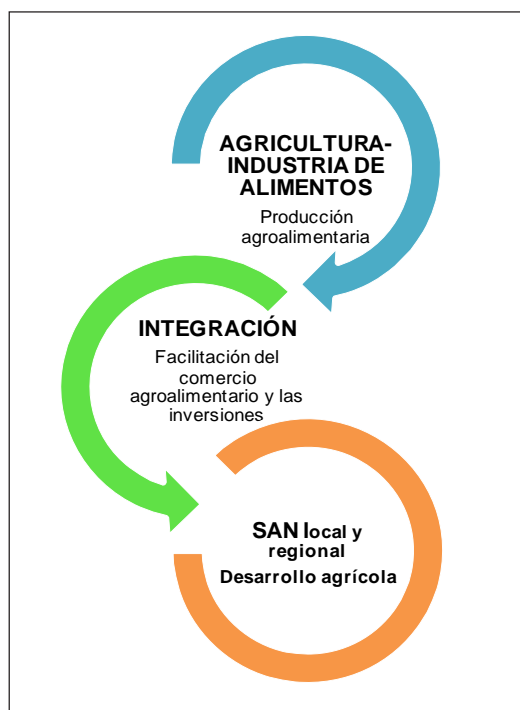 AGRICULTURA-
INDUSTRIA DE
ALIMENTOS
Producción
agroalimentaria
INTEGRACIÓN
Facilitación del
comercio
agroalimentario y las
inversiones
SAN local y
regional
Desarrollo agrícola